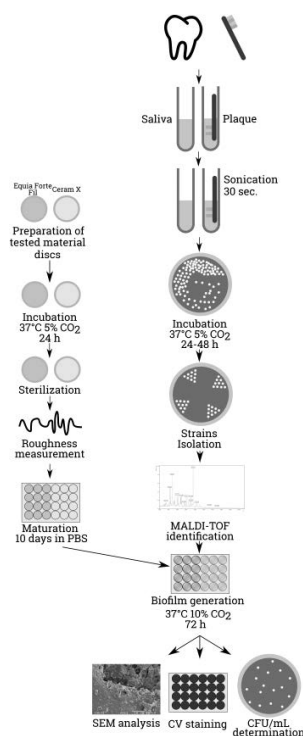 Saliva
Plaque
Sonication
30 sec.
Equia Forte
Fil
Ceram X
Preparation of
tested material
discs
Incubation
37°C 5% CO₂
24 h
Sterilization
Roughness
measurement
Maturation
10 days in PBS
Incubation
37°C 5% CO₂
24-48 h
Strains
Isolation
MALDI-TOF
identification
Biofilm generation
37°C 10% CO₂
72 h
SEM analysis
CV staining
CFU/mL
determination